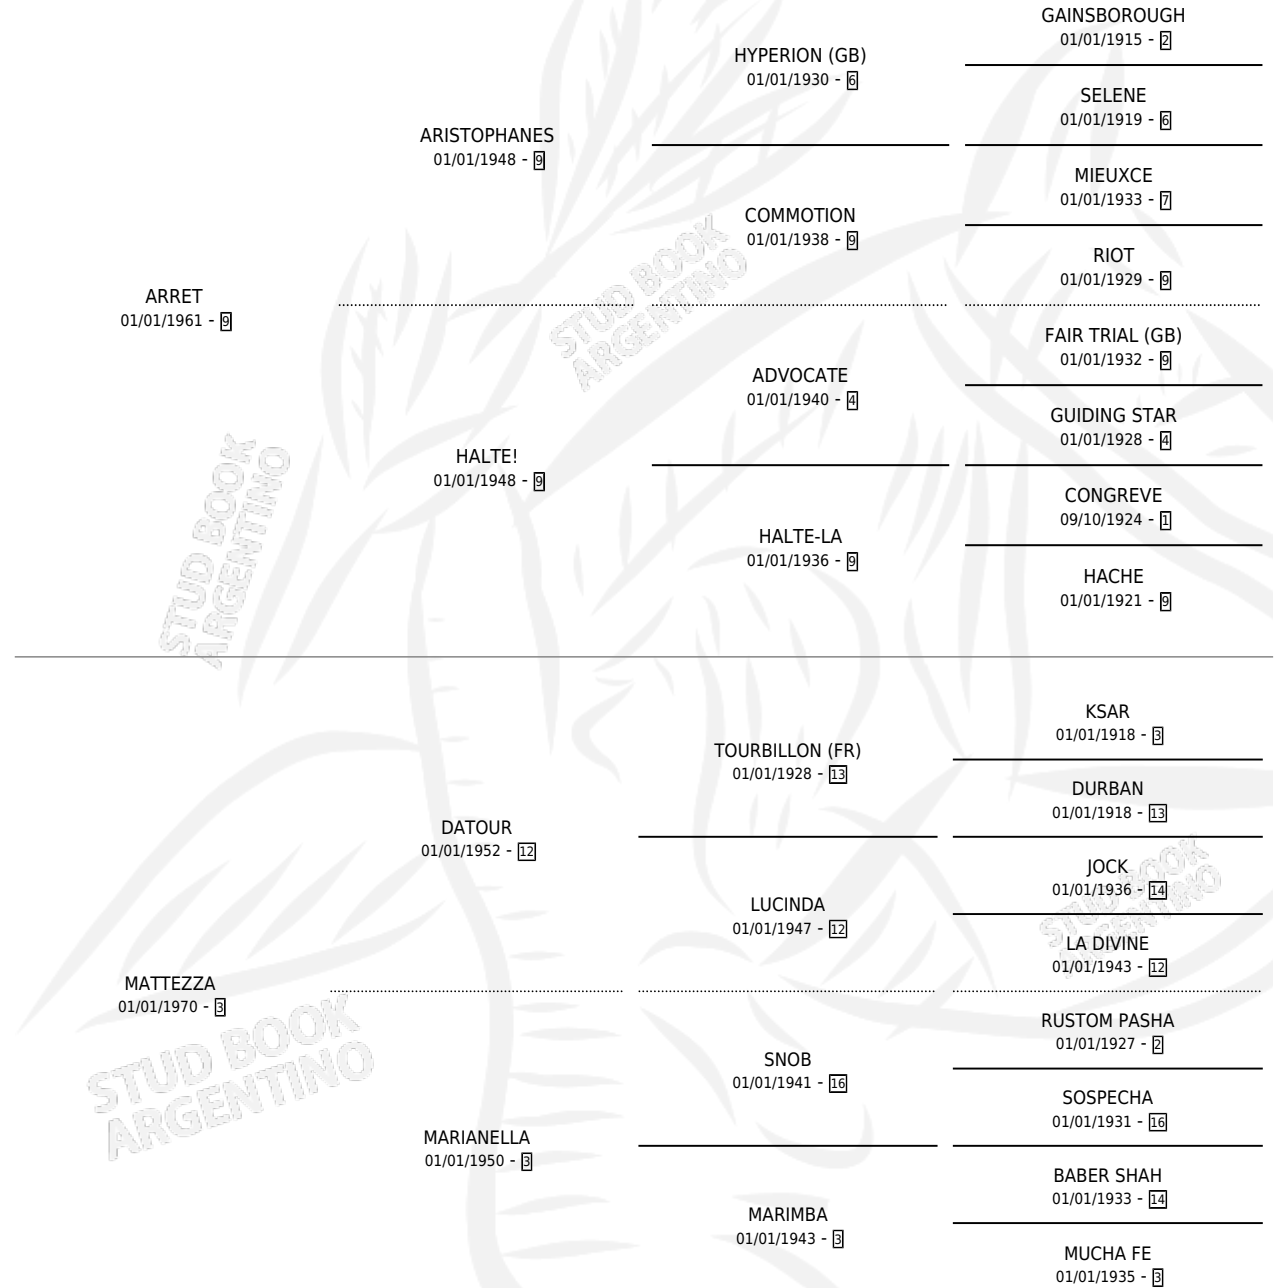 GAINSBOROUGH
01/01/1915 - 2
HYPERION (GB)
01/01/1930 - 6
SELENE
01/01/1919 - 6
ARISTOPHANES
01/01/1948 - 9
MIEUXCE
01/01/1933 - 7
COMMOTION
01/01/1938 - 9
RIOT
01/01/1929 - 9
ARRET
01/01/1961 - 9
FAIR TRIAL (GB)
01/01/1932 - 9
ADVOCATE
01/01/1940 - 4
GUIDING STAR
01/01/1928 - 4
HALTE!
01/01/1948 - 9
CONGREVE
09/10/1924 - 1
HALTE-LA
01/01/1936 - 9
HACHE
01/01/1921 - 9
KSAR
01/01/1918 - 3
TOURBILLON (FR)
01/01/1928 - 13
DURBAN
01/01/1918 - 13
DATOUR
01/01/1952 - 12
JOCK
01/01/1936 - 14
LUCINDA
01/01/1947 - 12
LA DIVINE
01/01/1943 - 12
MATTEZZA
01/01/1970 - 3
RUSTOM PASHA
01/01/1927 - 2
SNOB
01/01/1941 - 16
SOSPECHA
01/01/1931 - 16
MARIANELLA
01/01/1950 - 3
BABER SHAH
01/01/1933 - 14
MARIMBA
01/01/1943 - 3
MUCHA FE
01/01/1935 - 3
STUD BOOK
ARGENTINO
STUD BOOK
ARGENTINO
STUD BOOK
ARGENTINO
STUD BOOK
ARGENTINO